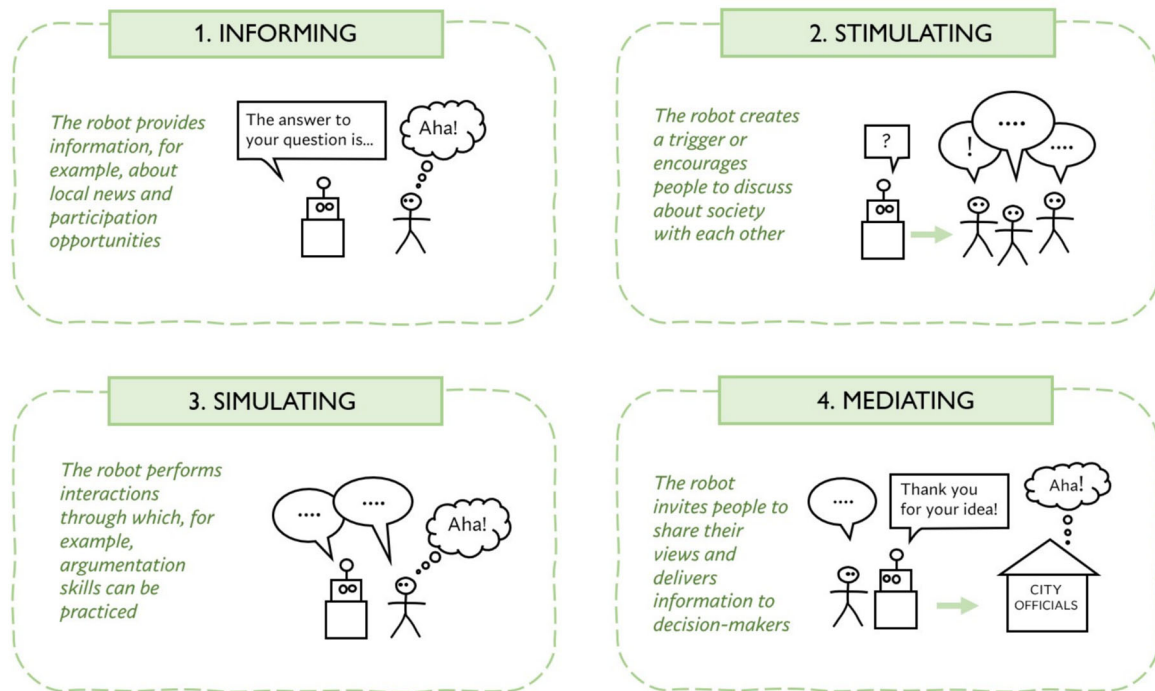 1. INFORMING
The robot provides
information, for
example, about
local news and
participation
opportunities
The answer to
your question is...
Aha!
2. STIMULATING
The robot creates
a trigger or
encourages
people to discuss
about society
with each other
?
!
....
....
3. SIMULATING
The robot performs
interactions
through which, for
example,
argumentation
skills can be
practiced
....
....
Aha!
4. MEDIATING
The robot
invites people to
share their
views and
delivers
information to
decision-makers
....
Thank you
for your idea!
Aha!
CITY
OFFICIALS